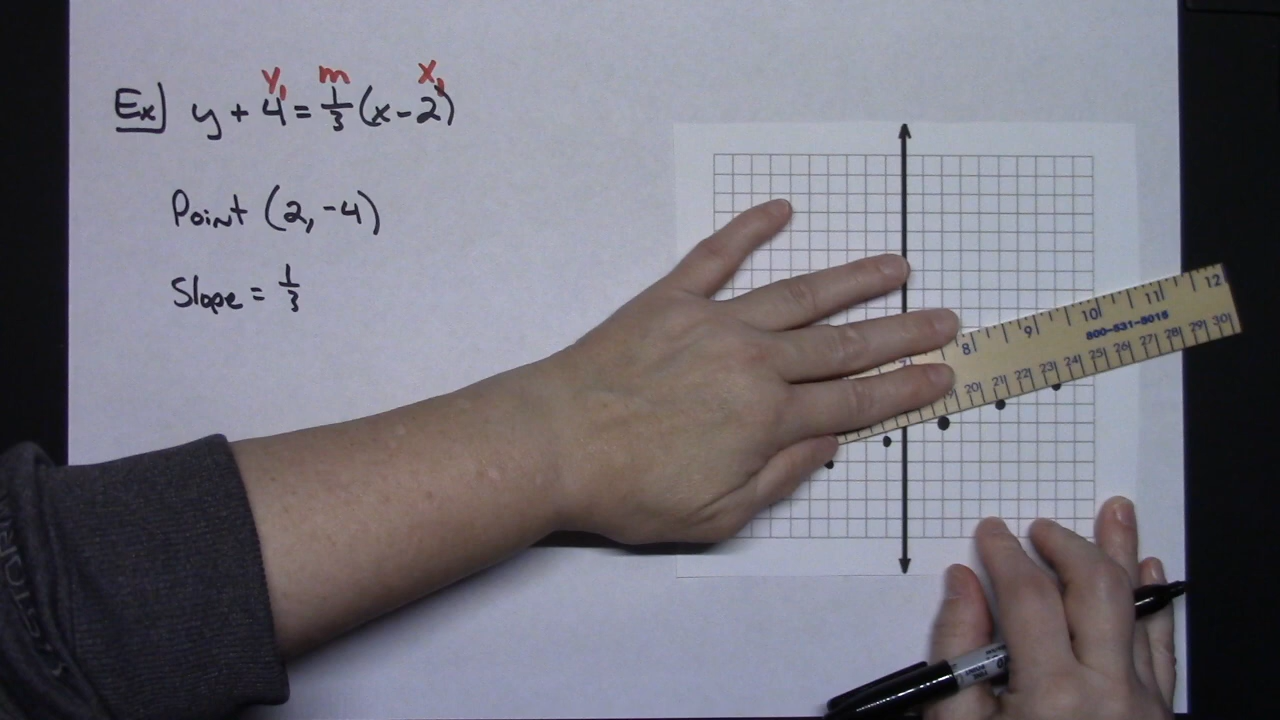 y₁ m x₁
Ex] y + 4 = 1/3 (x - 2)
Point (2, -4)
Slope = 1/3
8 9 10 11 12
800-531-5015
20 21 22 23 24 25 26 27 28 29 30